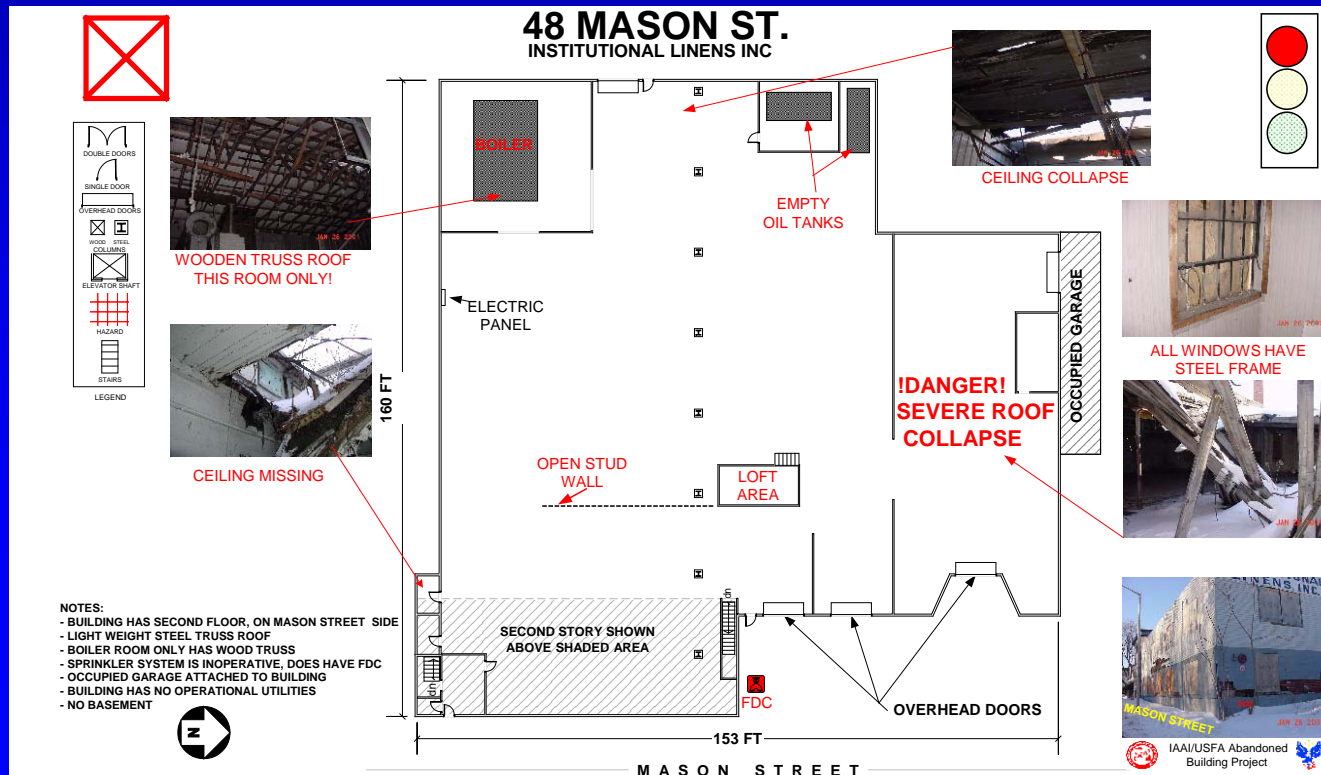 48 MASON ST.
INSTITUTIONAL LINENS INC
DOUBLE DOORS
SINGLE DOOR
OVERHEAD DOORS
WOOD STEEL
COLUMNS
ELEVATOR SHAFT
HAZARD
STAIRS
LEGEND
WOODEN TRUSS ROOF
THIS ROOM ONLY!
CEILING MISSING
BOILER
EMPTY
OIL TANKS
CEILING COLLAPSE
ELECTRIC
PANEL
160 FT
OPEN STUD
WALL
LOFT
AREA
!DANGER!
SEVERE ROOF
COLLAPSE
OCCUPIED GARAGE
ALL WINDOWS HAVE
STEEL FRAME
SECOND STORY SHOWN
ABOVE SHADED AREA
up
dn
FDC
OVERHEAD DOORS
153 FT
MASON STREET
NOTES:
- BUILDING HAS SECOND FLOOR, ON MASON STREET SIDE
- LIGHT WEIGHT STEEL TRUSS ROOF
- BOILER ROOM ONLY HAS WOOD TRUSS
- SPRINKLER SYSTEM IS INOPERATIVE, DOES HAVE FDC
- OCCUPIED GARAGE ATTACHED TO BUILDING
- BUILDING HAS NO OPERATIONAL UTILITIES
- NO BASEMENT
N
MASON STREET
FDC
IAAI/USFA Abandoned
Building Project